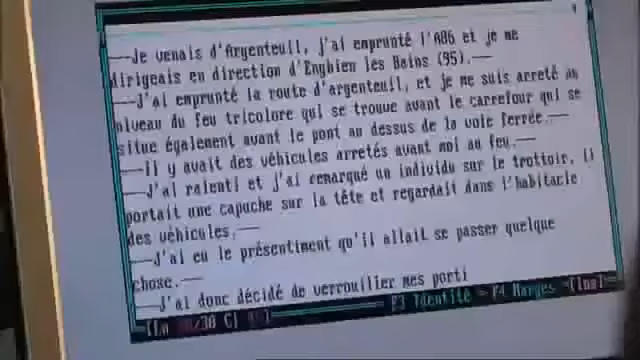 —Je venais d'Argenteuil, j'ai emprunté l'A86 et je me
dirigeais en direction d'Enghien les Bains (95).—
—J'ai emprunté la route d'argenteuil, et je me suis arreté au
niveau du feu tricolore qui se trouve avant le carrefour qui se
situe également avant le pont au dessus de la voie ferrée.—
—il y avait des véhicules arretés avant moi au feu.—
—J'ai ralenti et j'ai remarqué un individu sur le trottoir, il
portait une capuche sur la tête et regardait dans l'habitacle
des véhicules.—
—J'ai eu le présentiment qu'il allait se passer quelque
chose.—
—J'ai donc décidé de verrouiller mes porti
F3 Identité - F4 Marges